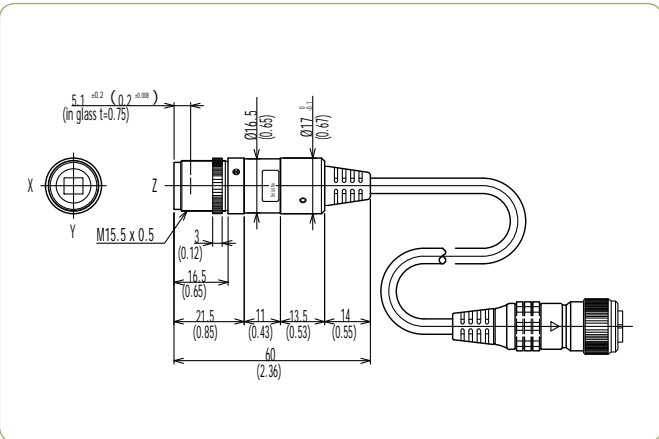 5.1 ±0.2 ( 0.2 ±0.008 )
(in glass t=0.75)
Ø16.5
(0.65)
Ø17 0 -0.1
(0.67)
X
Z
Y
M15.5 x 0.5
3
(0.12)
16.5
(0.65)
21.5
(0.85)
11
(0.43)
13.5
(0.53)
14
(0.55)
60
(2.36)